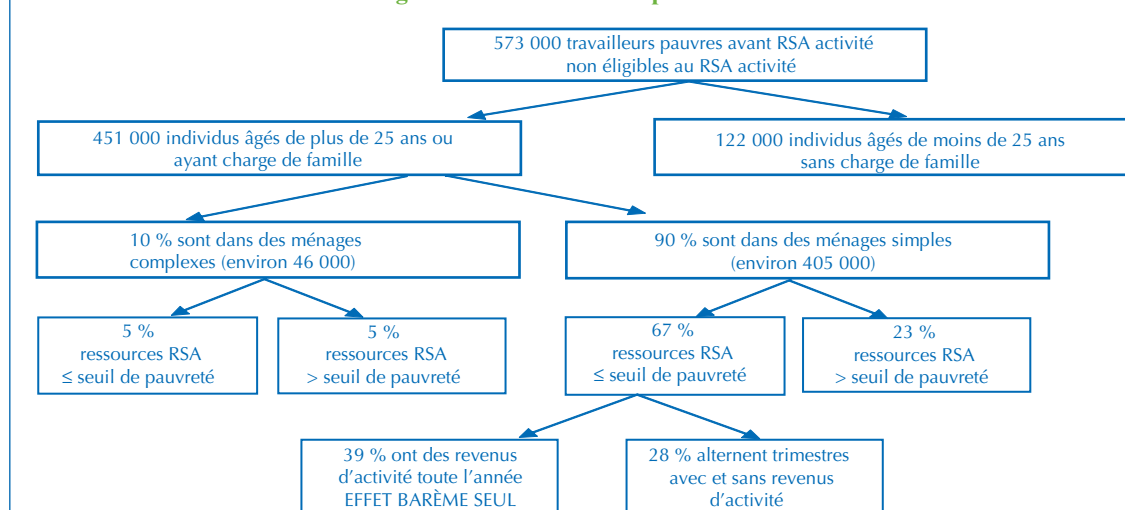 573 000 travailleurs pauvres avant RSA activité
non éligibles au RSA activité
451 000 individus âgés de plus de 25 ans ou
ayant charge de famille
122 000 individus âgés de moins de 25 ans
sans charge de famille
10 % sont dans des ménages
complexes (environ 46 000)
90 % sont dans des ménages simples
(environ 405 000)
5 %
ressources RSA
≤ seuil de pauvreté
5 %
ressources RSA
> seuil de pauvreté
67 %
ressources RSA
≤ seuil de pauvreté
23 %
ressources RSA
> seuil de pauvreté
39 % ont des revenus
d’activité toute l’année
EFFET BARÈME SEUL
28 % alternent trimestres
avec et sans revenus
d’activité